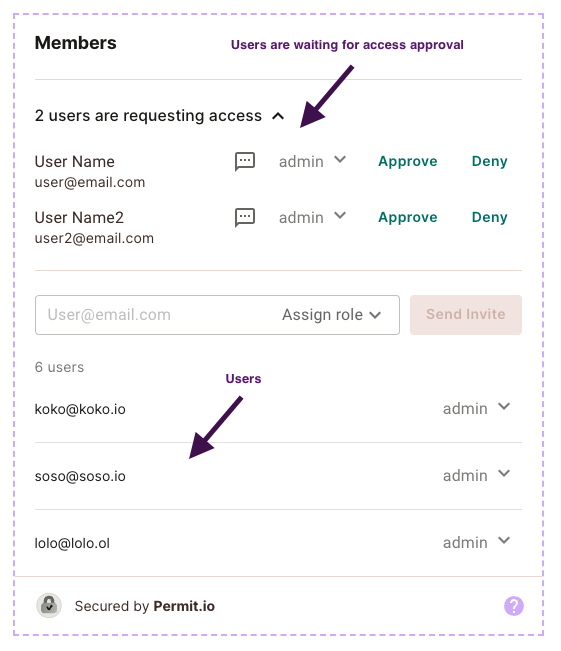 Members
Users are waiting for access approval
2 users are requesting access
User Name admin Approve Deny
user@email.com
User Name2 admin Approve Deny
user2@email.com
User@email.com Assign role Send Invite
6 users
Users
koko@koko.io admin
soso@soso.io admin
lolo@lolo.ol admin
Secured by Permit.io ?